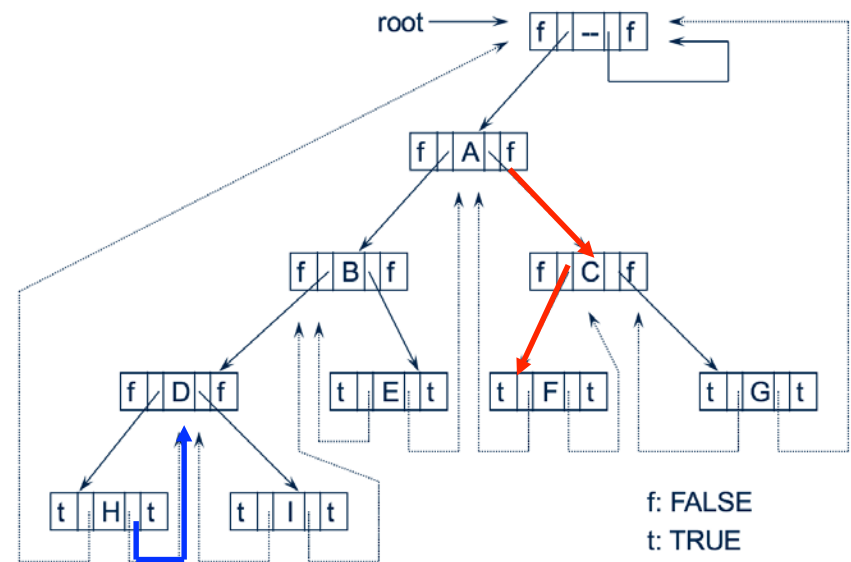 root
f -- f
f A f
f B f
f C f
f D f
t E t
t F t
t G t
t H t
t I t
f: FALSE
t: TRUE